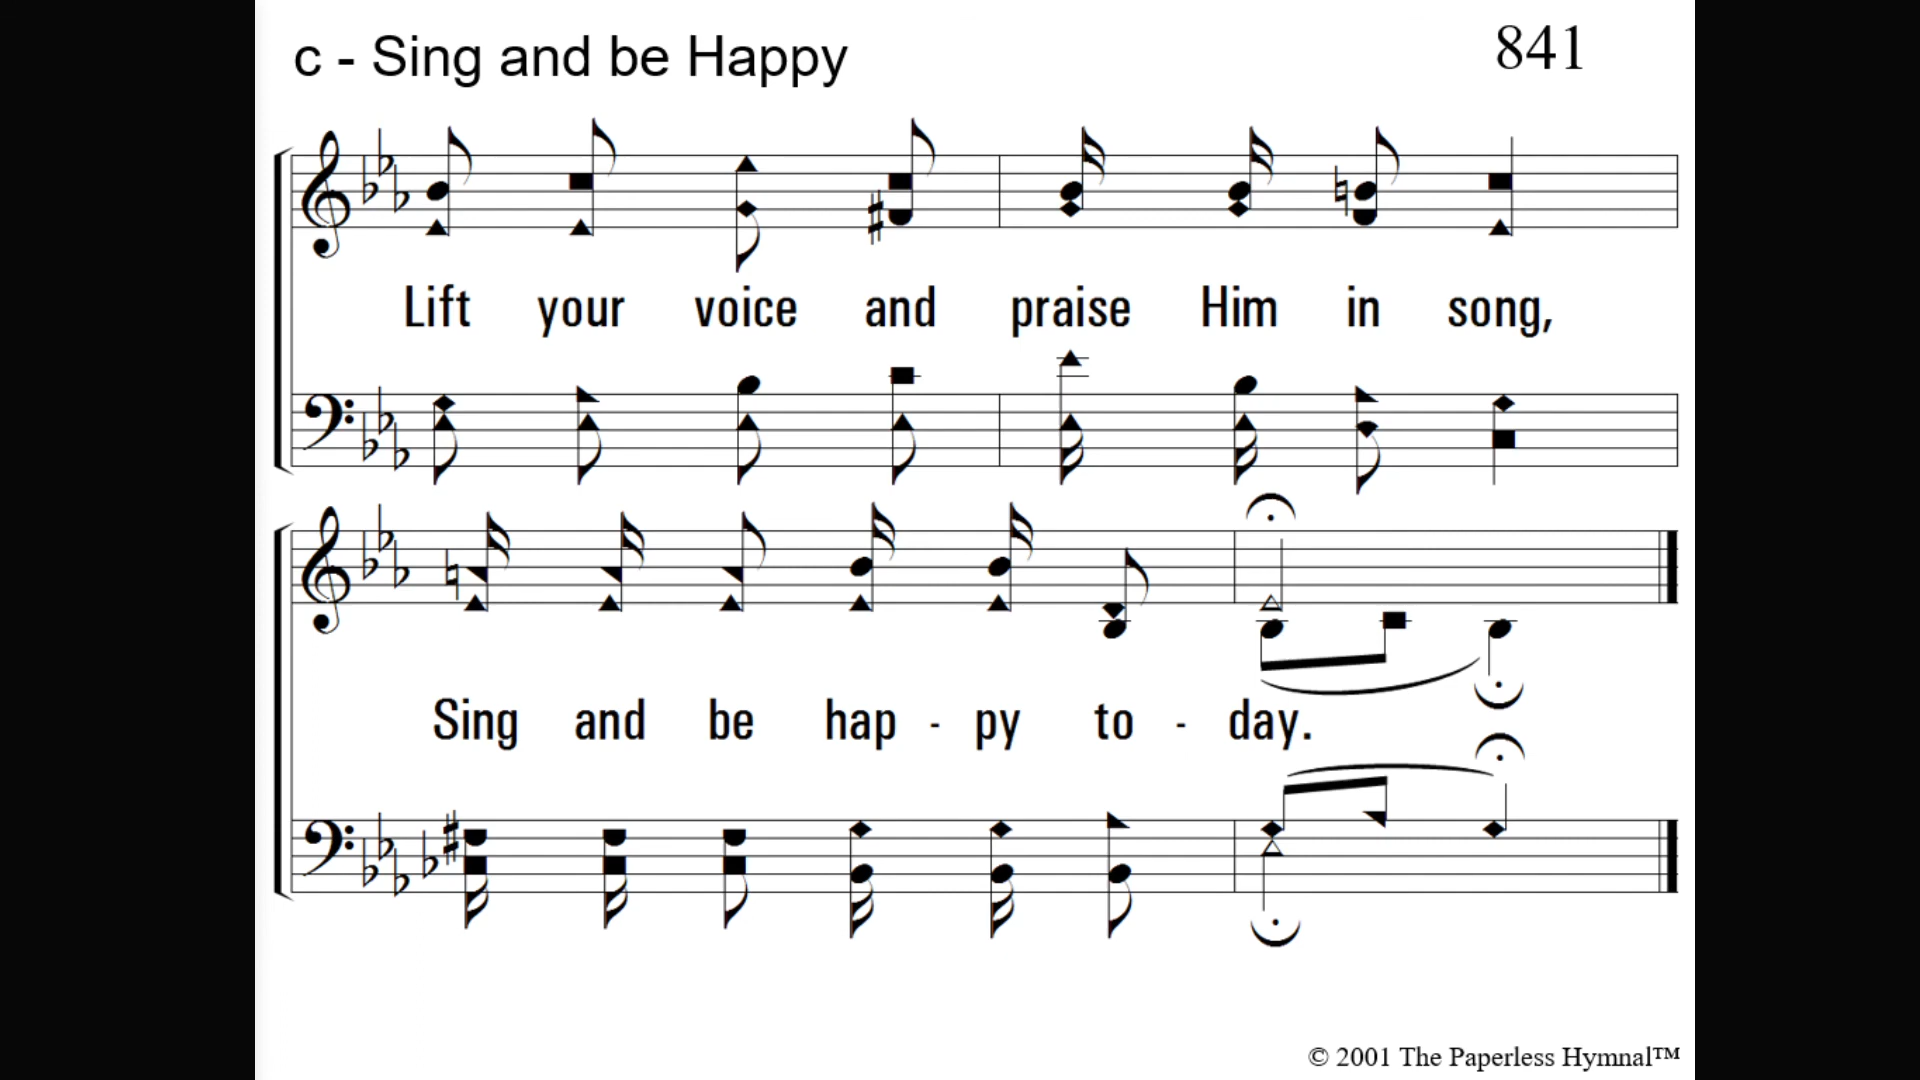 c - Sing and be Happy 841
Lift your voice and praise Him in song,
Sing and be hap - py to - day.
© 2001 The Paperless Hymnal™